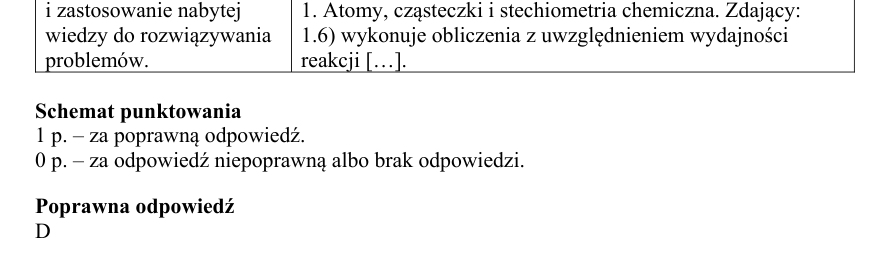 i zastosowanie nabytej
wiedzy do rozwiązywania
problemów.
1. Atomy, cząsteczki i stechiometria chemiczna. Zdający:
1.6) wykonuje obliczenia z uwzględnieniem wydajności
reakcji […].
Schemat punktowania
1 p. – za poprawną odpowiedź.
0 p. – za odpowiedź niepoprawną albo brak odpowiedzi.
Poprawna odpowiedź
D